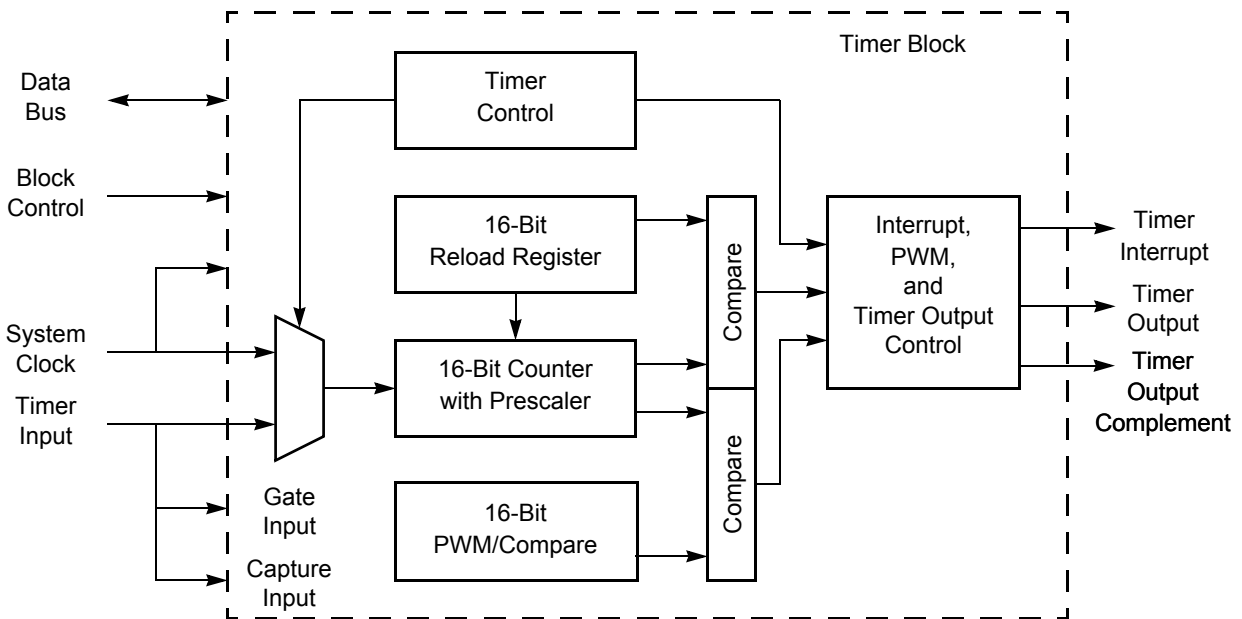 Timer Block
Data
Bus
Timer
Control
Block
Control
16-Bit
Reload Register
Compare
Interrupt,
PWM,
and
Timer Output
Control
Timer
Interrupt
Timer
Output
Timer
Output
Complement
System
Clock
16-Bit Counter
with Prescaler
Timer
Input
Gate
Input
16-Bit
PWM/Compare
Compare
Capture
Input